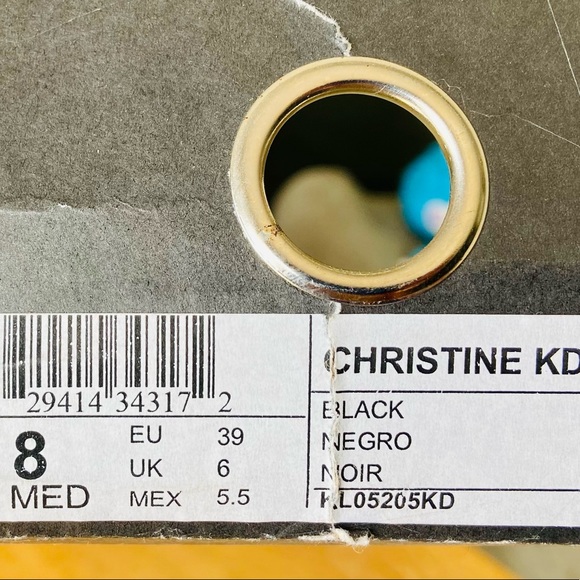 CHRISTINE KD
29414 34317 2
BLACK
NEGRO
NOIR
KL05205KD
8
MED
EU 39
UK 6
MEX 5.5